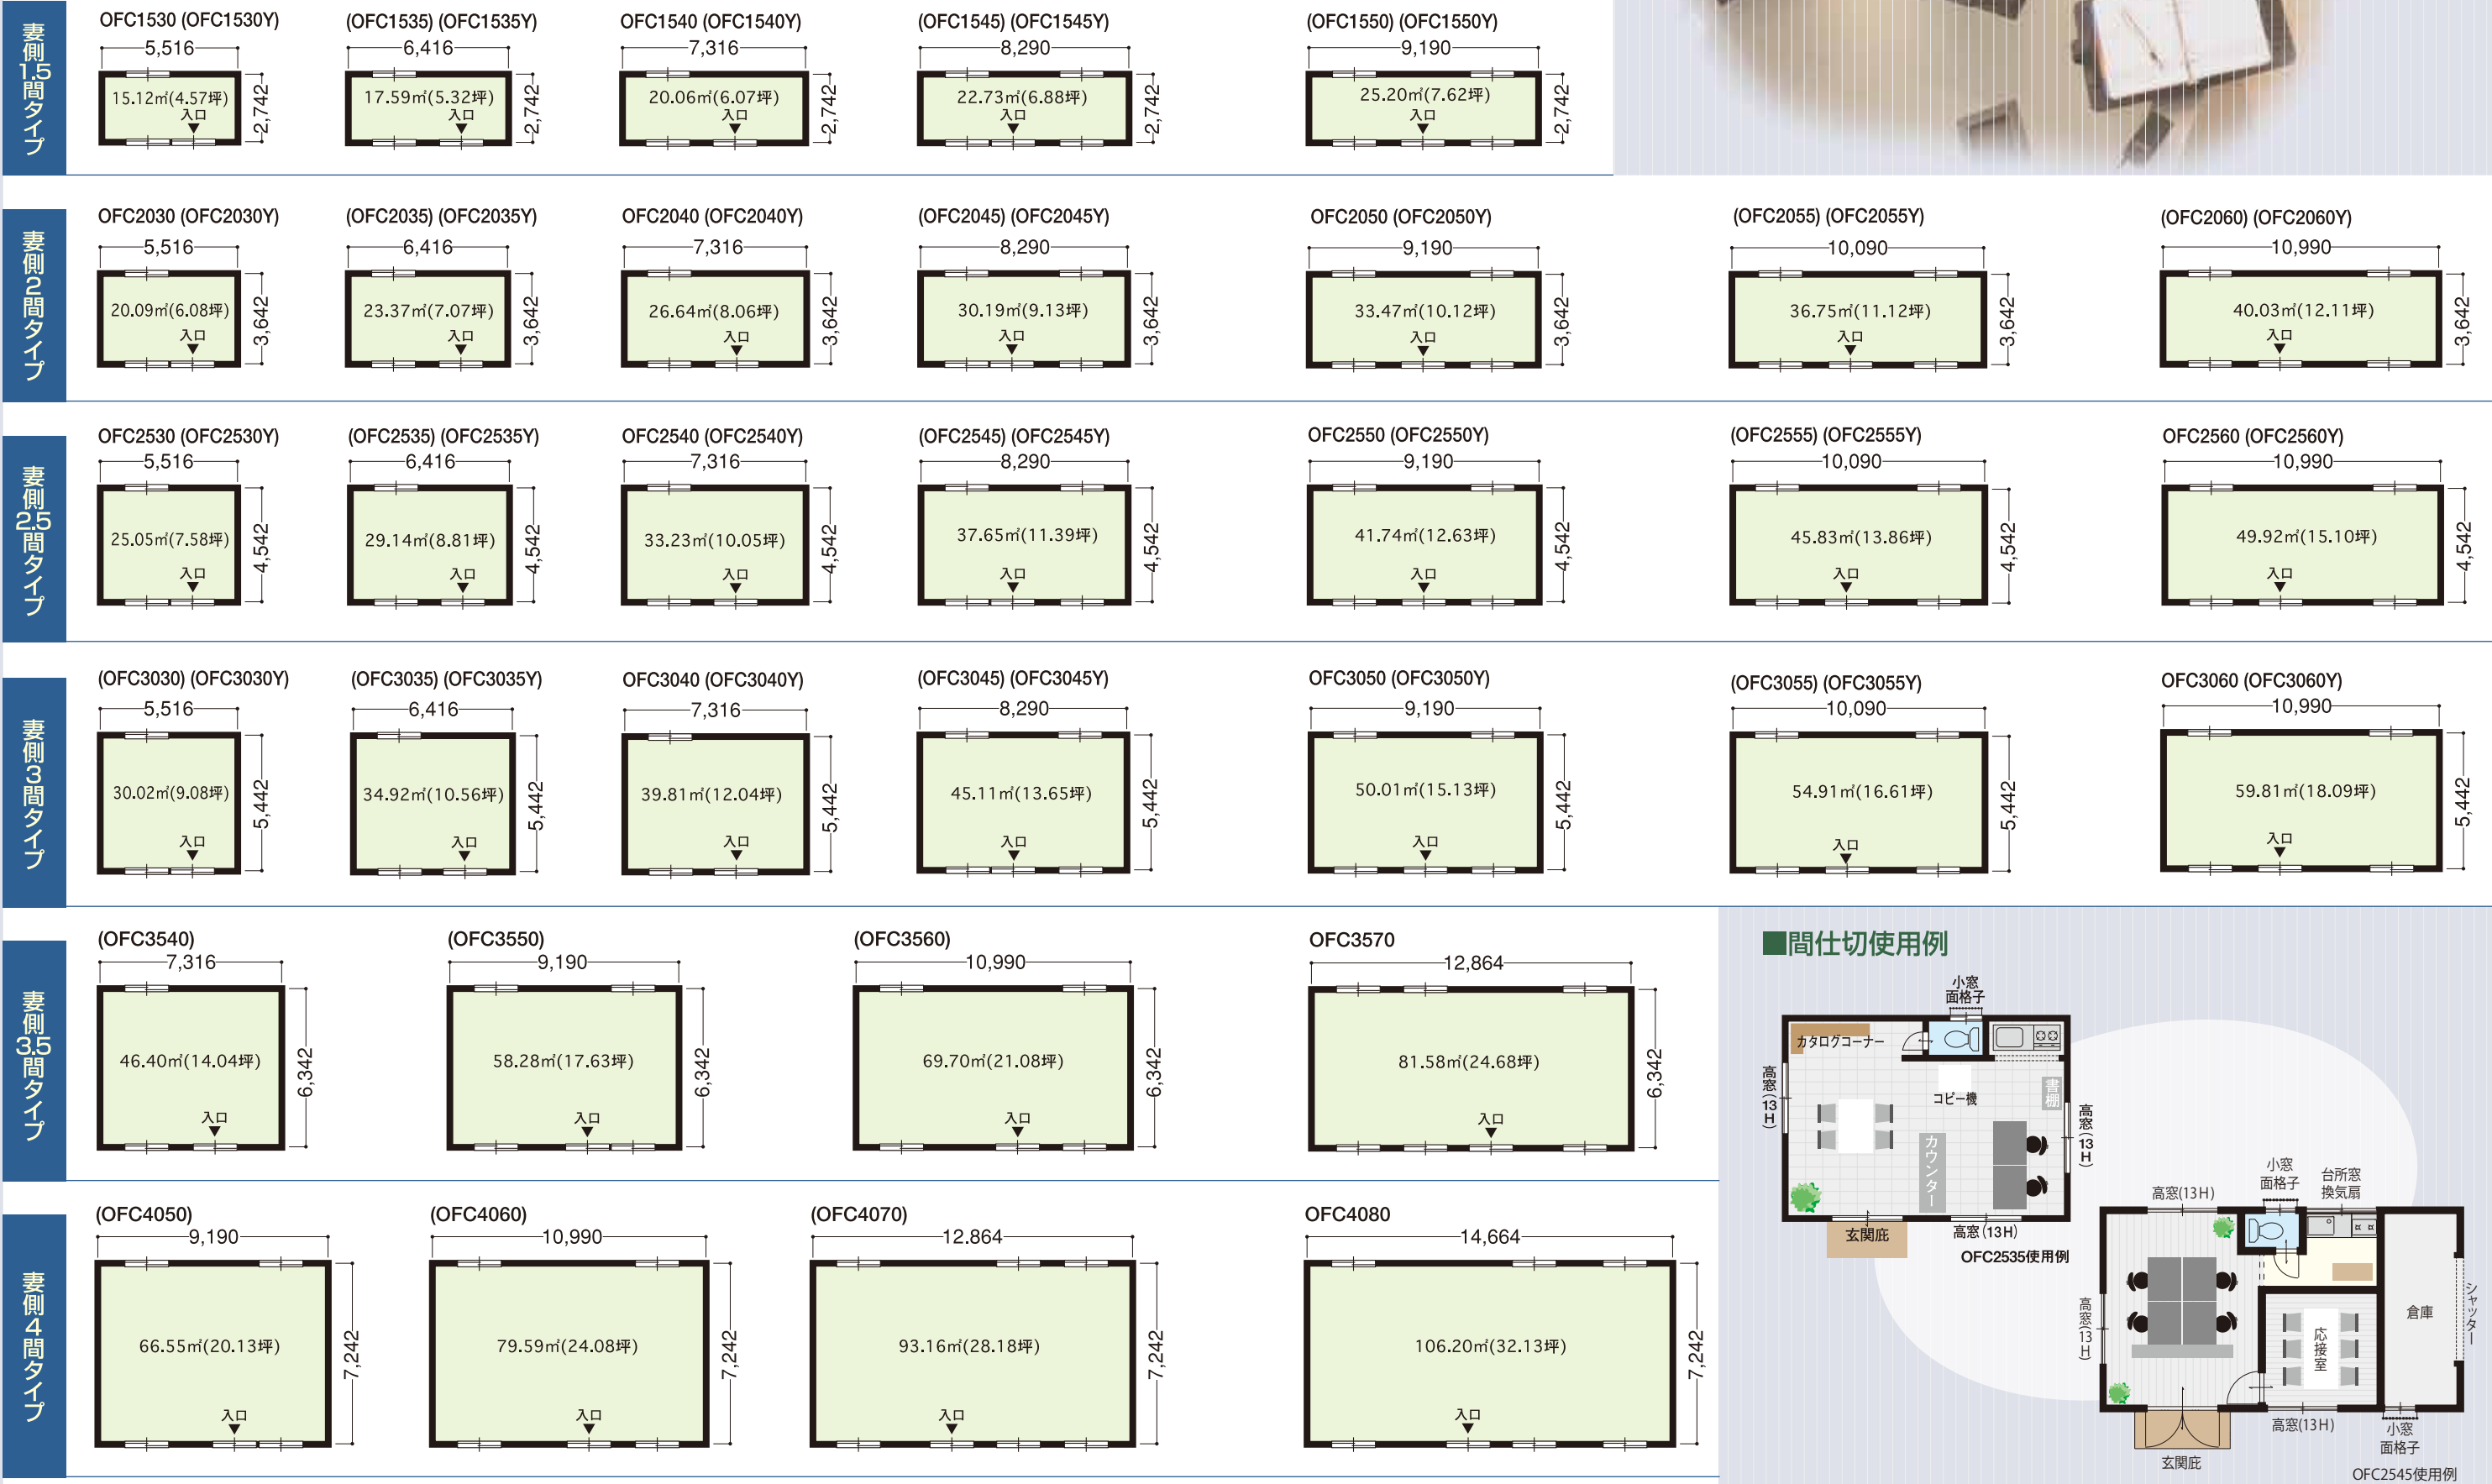 妻側1.5間タイプ
OFC1530 (OFC1530Y)
5,516
15.12㎡(4.57坪)
入口
2,742
(OFC1535) (OFC1535Y)
6,416
17.59㎡(5.32坪)
入口
2,742
OFC1540 (OFC1540Y)
7,316
20.06㎡(6.07坪)
入口
2,742
(OFC1545) (OFC1545Y)
8,290
22.73㎡(6.88坪)
入口
2,742
(OFC1550) (OFC1550Y)
9,190
25.20㎡(7.62坪)
入口
2,742
妻側2間タイプ
OFC2030 (OFC2030Y)
5,516
20.09㎡(6.08坪)
入口
3,642
(OFC2035) (OFC2035Y)
6,416
23.37㎡(7.07坪)
入口
3,642
OFC2040 (OFC2040Y)
7,316
26.64㎡(8.06坪)
入口
3,642
(OFC2045) (OFC2045Y)
8,290
30.19㎡(9.13坪)
入口
3,642
OFC2050 (OFC2050Y)
9,190
33.47㎡(10.12坪)
入口
3,642
(OFC2055) (OFC2055Y)
10,090
36.75㎡(11.12坪)
入口
3,642
(OFC2060) (OFC2060Y)
10,990
40.03㎡(12.11坪)
入口
3,642
妻側2.5間タイプ
OFC2530 (OFC2530Y)
5,516
25.05㎡(7.58坪)
入口
4,542
(OFC2535) (OFC2535Y)
6,416
29.14㎡(8.81坪)
入口
4,542
OFC2540 (OFC2540Y)
7,316
33.23㎡(10.05坪)
入口
4,542
(OFC2545) (OFC2545Y)
8,290
37.65㎡(11.39坪)
入口
4,542
OFC2550 (OFC2550Y)
9,190
41.74㎡(12.63坪)
入口
4,542
(OFC2555) (OFC2555Y)
10,090
45.83㎡(13.86坪)
入口
4,542
OFC2560 (OFC2560Y)
10,990
49.92㎡(15.10坪)
入口
4,542
妻側3間タイプ
(OFC3030) (OFC3030Y)
5,516
30.02㎡(9.08坪)
入口
5,442
(OFC3035) (OFC3035Y)
6,416
34.92㎡(10.56坪)
入口
5,442
OFC3040 (OFC3040Y)
7,316
39.81㎡(12.04坪)
入口
5,442
(OFC3045) (OFC3045Y)
8,290
45.11㎡(13.65坪)
入口
5,442
OFC3050 (OFC3050Y)
9,190
50.01㎡(15.13坪)
入口
5,442
(OFC3055) (OFC3055Y)
10,090
54.91㎡(16.61坪)
入口
5,442
OFC3060 (OFC3060Y)
10,990
59.81㎡(18.09坪)
入口
5,442
妻側3.5間タイプ
(OFC3540)
7,316
46.40㎡(14.04坪)
入口
6,342
(OFC3550)
9,190
58.28㎡(17.63坪)
入口
6,342
(OFC3560)
10,990
69.70㎡(21.08坪)
入口
6,342
OFC3570
12,864
81.58㎡(24.68坪)
入口
6,342
妻側4間タイプ
(OFC4050)
9,190
66.55㎡(20.13坪)
入口
7,242
(OFC4060)
10,990
79.59㎡(24.08坪)
入口
7,242
(OFC4070)
12.864
93.16㎡(28.18坪)
入口
7,242
OFC4080
14,664
106.20㎡(32.13坪)
入口
7,242
■間仕切使用例
小窓
面格子
カタログコーナー
高窓(13H)
コピー機
書棚
カウンター
高窓(13H)
玄関庇
高窓(13H)
OFC2535使用例
高窓(13H)
小窓
面格子
台所窓
換気扇
高窓(13H)
応接室
倉庫
シャッター
高窓(13H)
小窓
面格子
玄関庇
OFC2545使用例